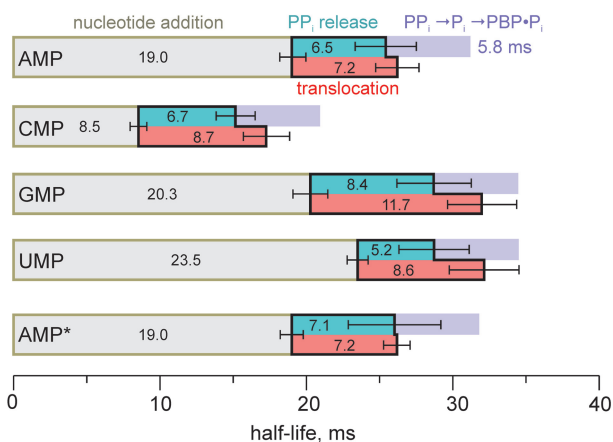 nucleotide addition PPᵢ release PPᵢ →Pᵢ →PBP•Pᵢ
AMP 19.0 6.5 5.8 ms
7.2
translocation
CMP 8.5 6.7
8.7
GMP 20.3 8.4
11.7
UMP 23.5 5.2
8.6
AMP* 19.0 7.1
7.2
0 10 20 30 40
half-life, ms